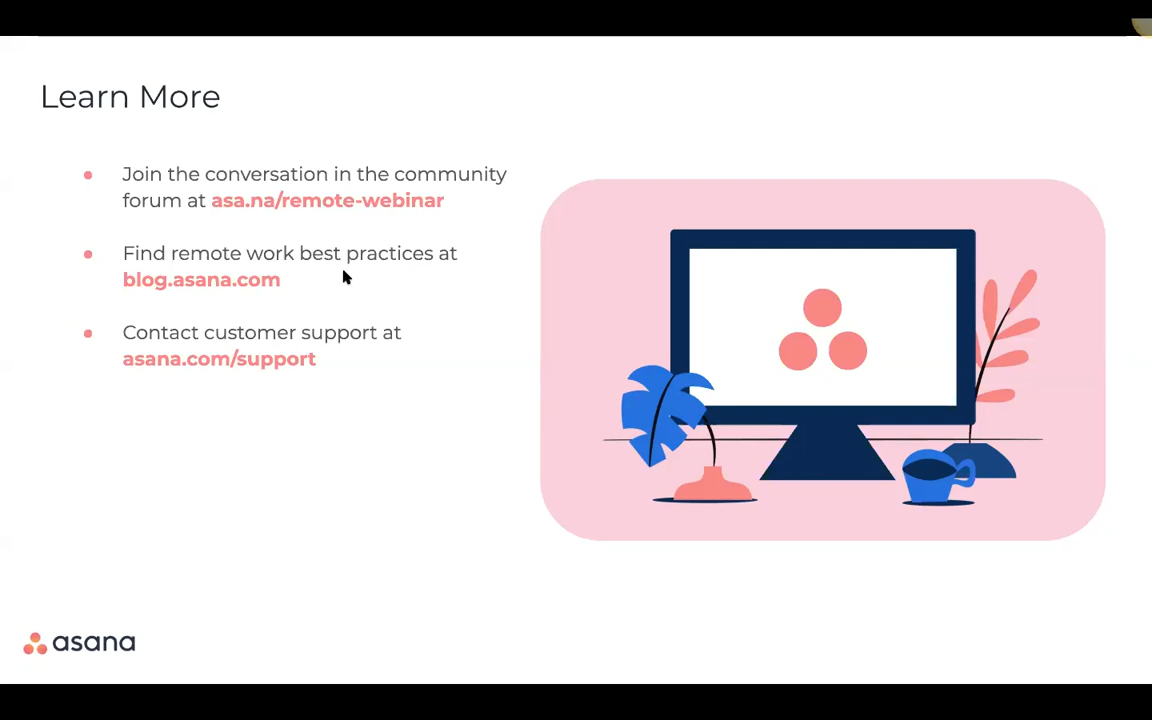 Learn More
Join the conversation in the community
forum at asa.na/remote-webinar
Find remote work best practices at
blog.asana.com
Contact customer support at
asana.com/support
asana